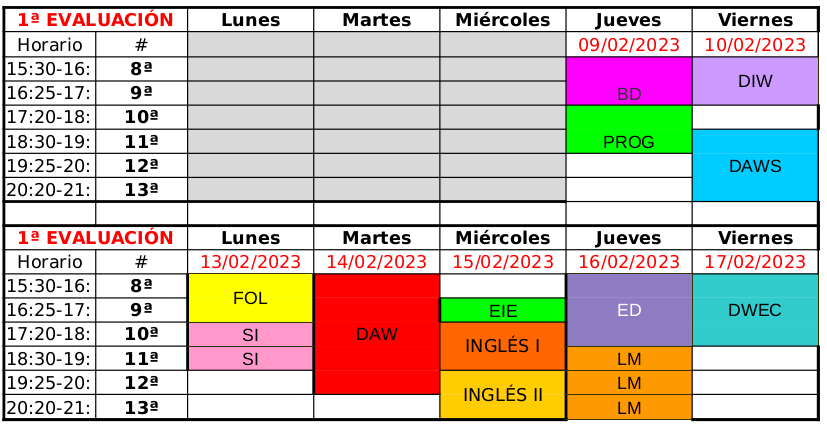 1ª EVALUACIÓN Lunes Martes Miércoles Jueves Viernes
Horario # 09/02/2023 10/02/2023
15:30-16: 8ª DIW
16:25-17: 9ª BD
17:20-18: 10ª
18:30-19: 11ª PROG
19:25-20: 12ª DAWS
20:20-21: 13ª
1ª EVALUACIÓN Lunes Martes Miércoles Jueves Viernes
Horario # 13/02/2023 14/02/2023 15/02/2023 16/02/2023 17/02/2023
15:30-16: 8ª FOL
16:25-17: 9ª EIE ED DWEC
17:20-18: 10ª SI DAW INGLÉS I
18:30-19: 11ª SI LM
19:25-20: 12ª INGLÉS II LM
20:20-21: 13ª LM